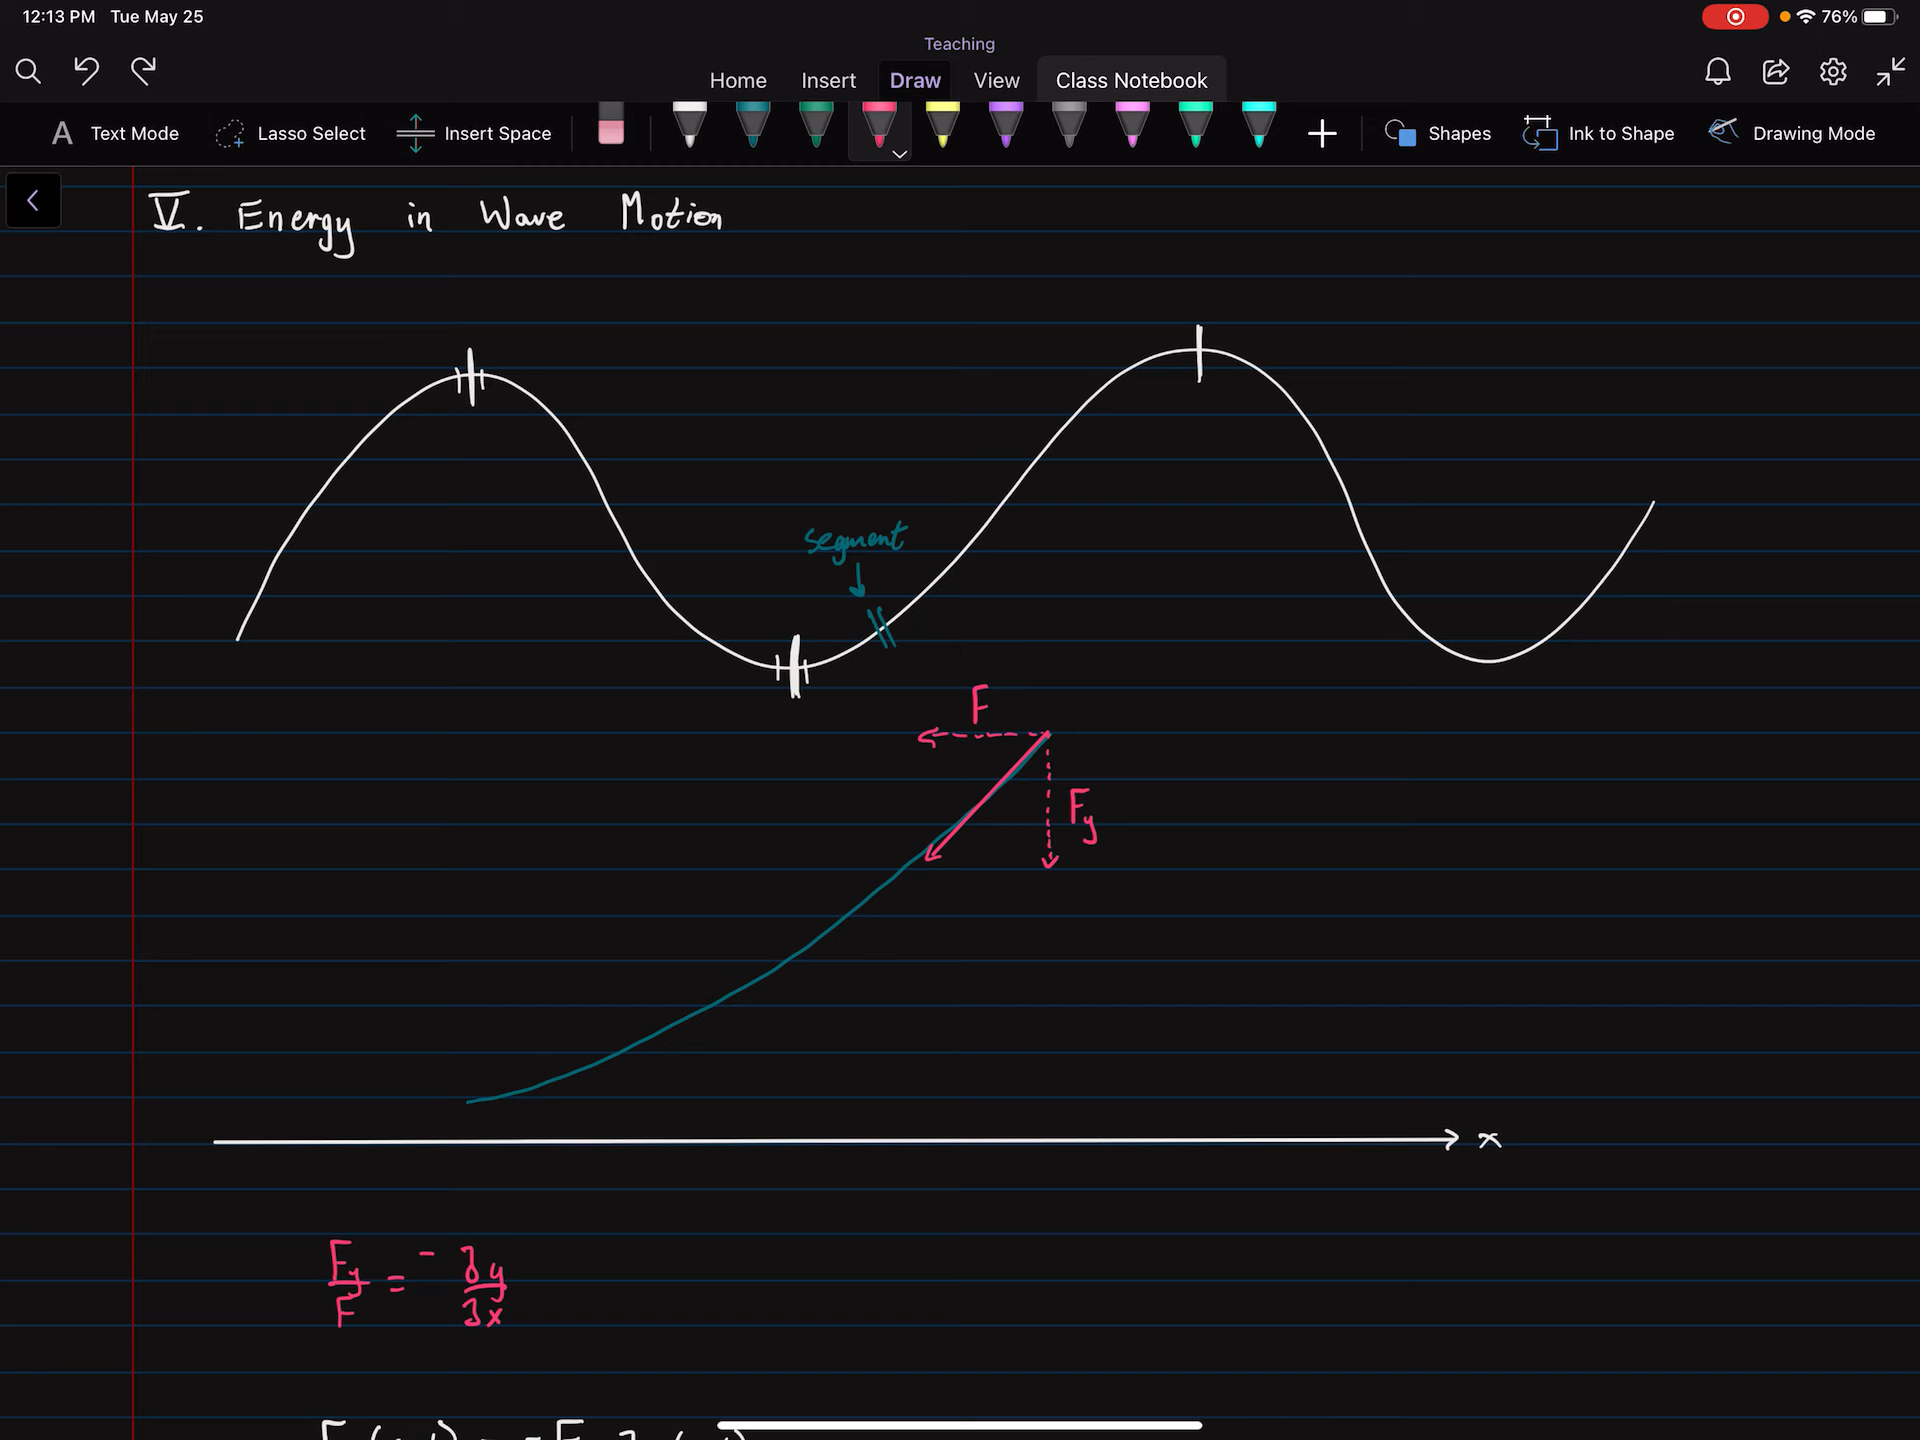 12:13 PM Tue May 25
76%
Teaching
Home Insert Draw View Class Notebook
A Text Mode Lasso Select Insert Space Shapes Ink to Shape Drawing Mode
V. Energy in Wave Motion
segment
F
Fy
x
Fy/F = - ∂y/∂x